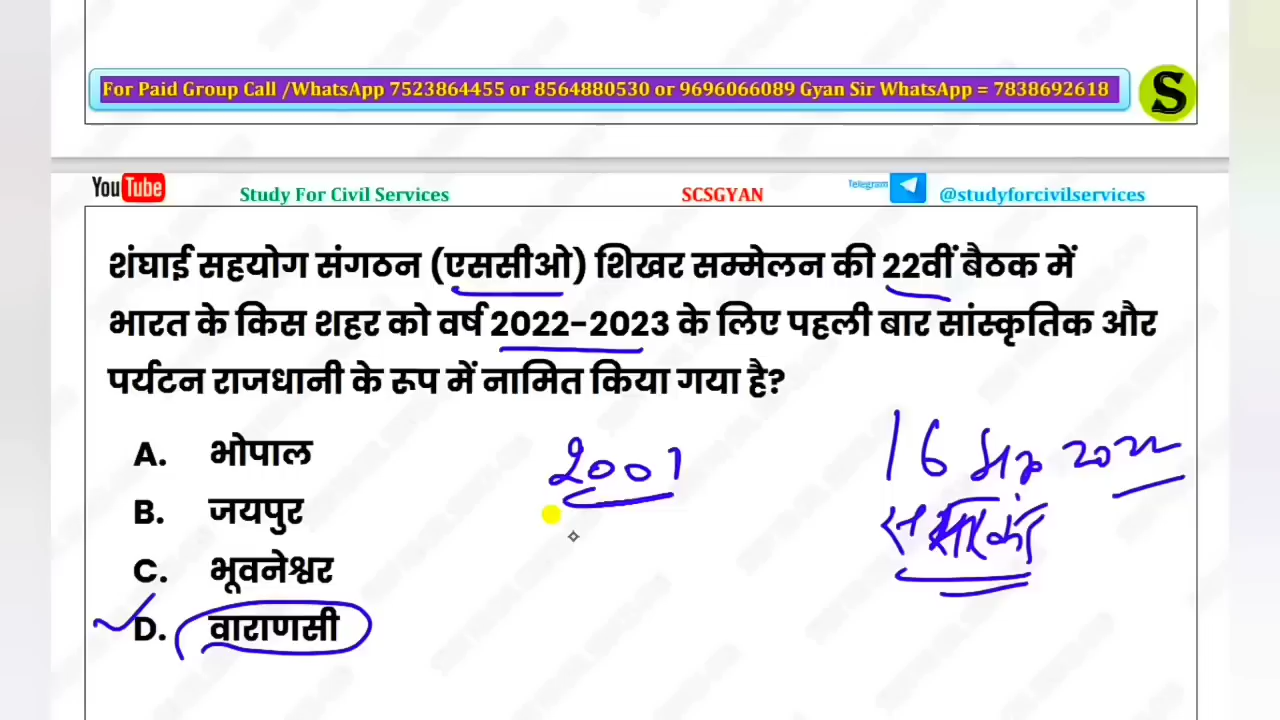 For Paid Group Call /WhatsApp 7523864455 or 8564880530 or 9696066089 Gyan Sir WhatsApp = 7838692618
S
YouTube Study For Civil Services SCSGYAN Telegram @studyforcivilservices
शंघाई सहयोग संगठन (एससीओ) शिखर सम्मेलन की 22वीं बैठक में
भारत के किस शहर को वर्ष 2022-2023 के लिए पहली बार सांस्कृतिक और
पर्यटन राजधानी के रूप में नामित किया गया है?
A. भोपाल
B. जयपुर
C. भूवनेश्वर
D. वाराणसी
2001
16 2022